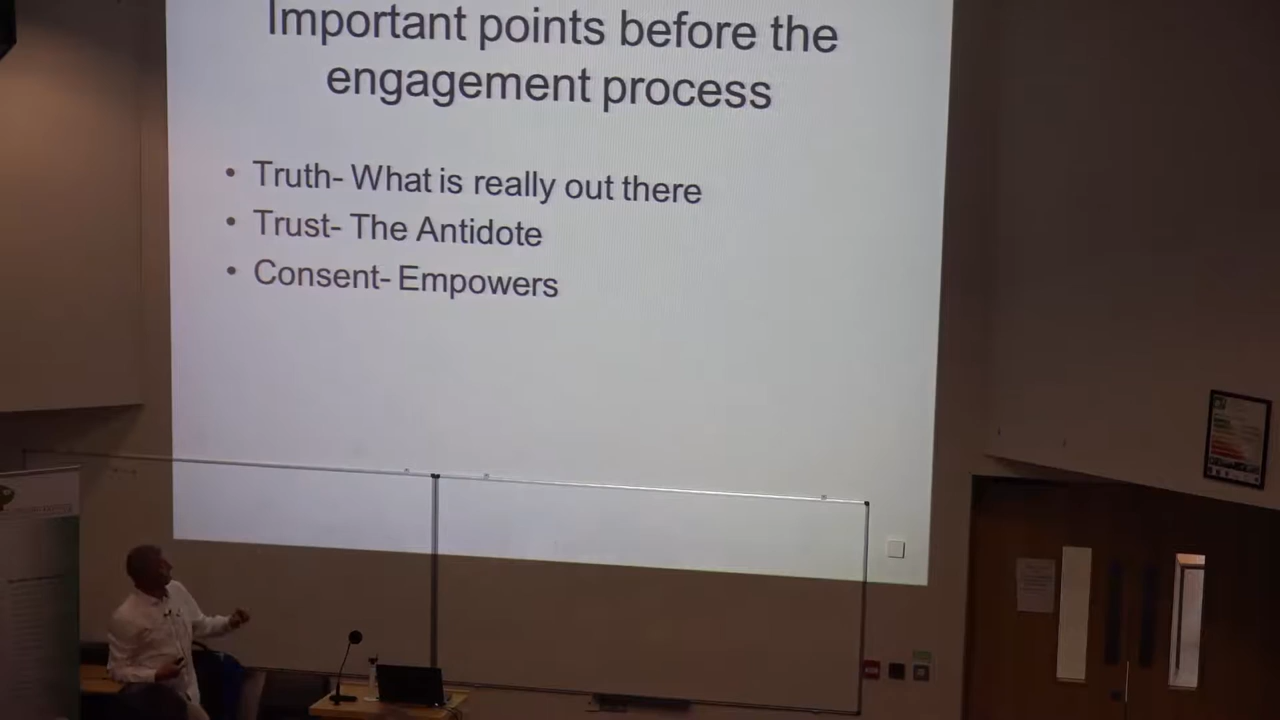 Important points before the
engagement process
• Truth- What is really out there
• Trust- The Antidote
• Consent- Empowers